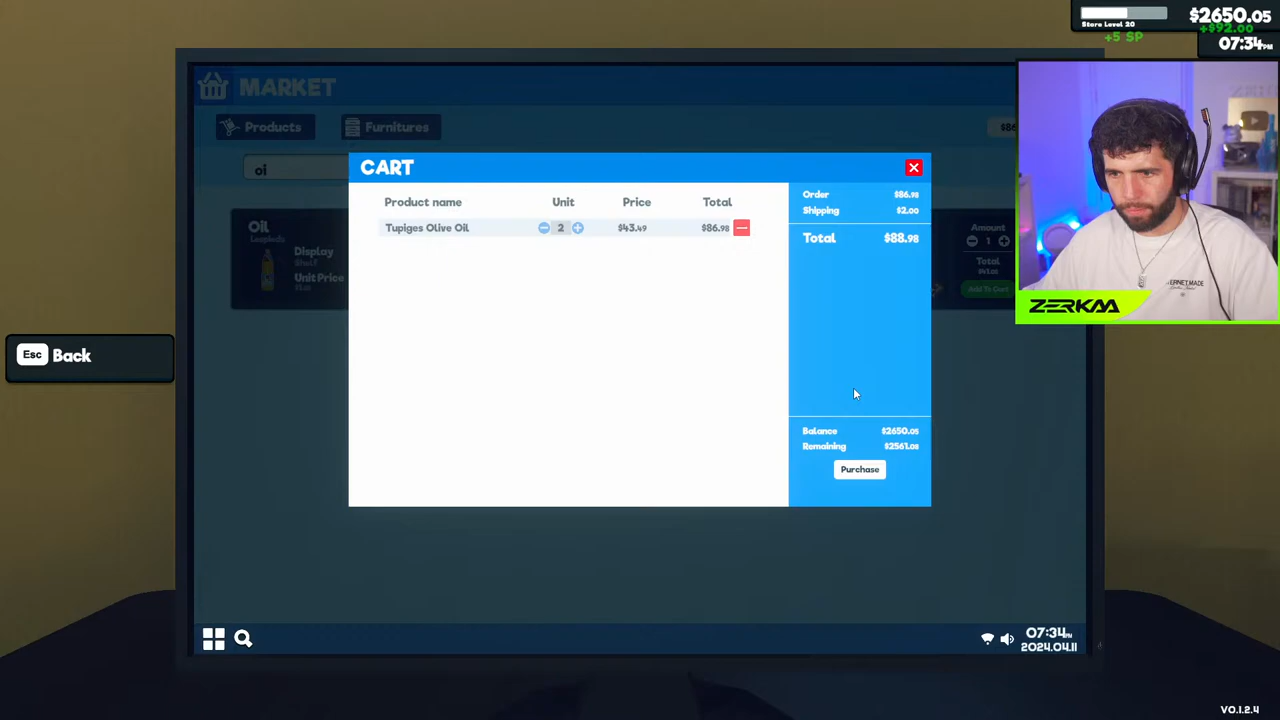 $2650.05
Store Level 20
+$92.00
+5 SP
07:34PM
MARKET
Products
Furnitures
$86
oi
CART
Product name Unit Price Total
Tupiges Olive Oil 2 $43.49 $86.98
Order $86.98
Shipping $2.00
Total $88.98
Balance $2650.05
Remaining $2561.08
Purchase
Oil
Display
Shelf
Unit Price
Amount
1
Total
Add To Cart
Esc Back
ZERKAA
07:34PM
2024.04.11
V0.1.2.4